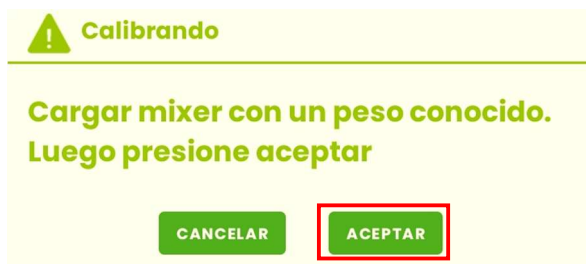 Calibrando
Cargar mixer con un peso conocido.
Luego presione aceptar
CANCELAR ACEPTAR